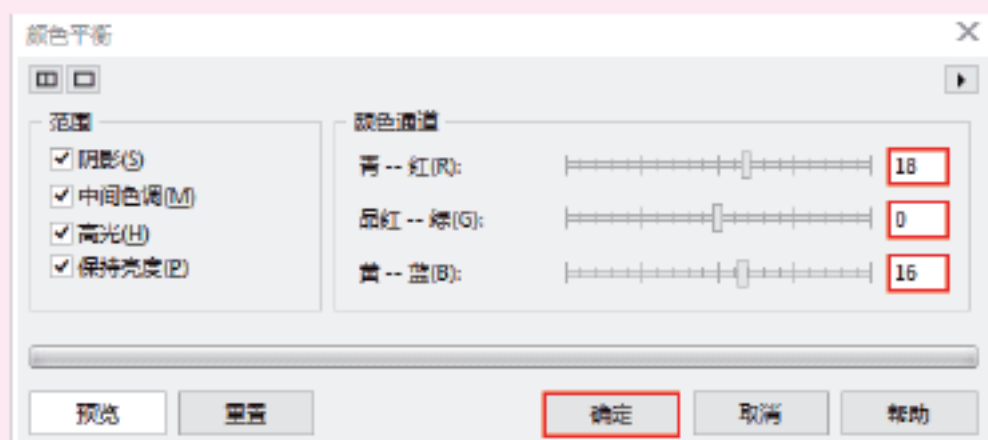 颜色平衡
范围
阴影(S)
中间色调(M)
高光(H)
保持亮度(P)
颜色通道
青 -- 红(R):
18
品红 -- 绿(G):
0
黄 -- 蓝(B):
16
预览
重置
确定
取消
帮助